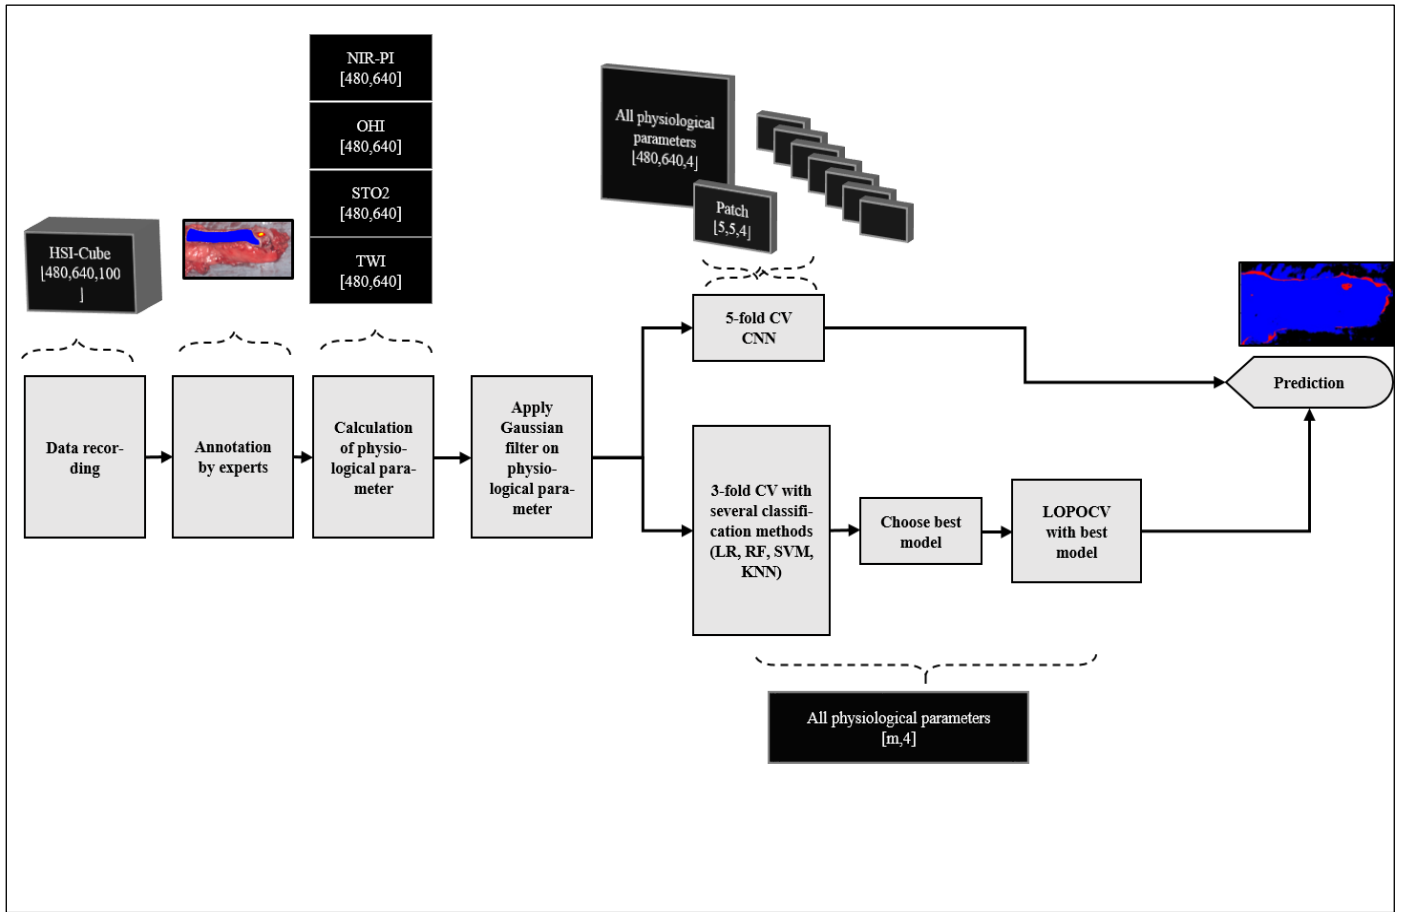 NIR-PI
[480,640]
OHI
[480,640]
STO2
[480,640]
TWI
[480,640]
HSI-Cube
[480,640,100
]
All physiological
parameters
[480,640,4]
Patch
[5,5,4]
Data recor-
ding
Annotation
by experts
Calculation
of physio-
logical para-
meter
Apply
Gaussian
filter on
physio-
logical para-
meter
5-fold CV
CNN
3-fold CV with
several classifi-
cation methods
(LR, RF, SVM,
KNN)
Choose best
model
LOPOCV
with best
model
Prediction
All physiological parameters
[m,4]